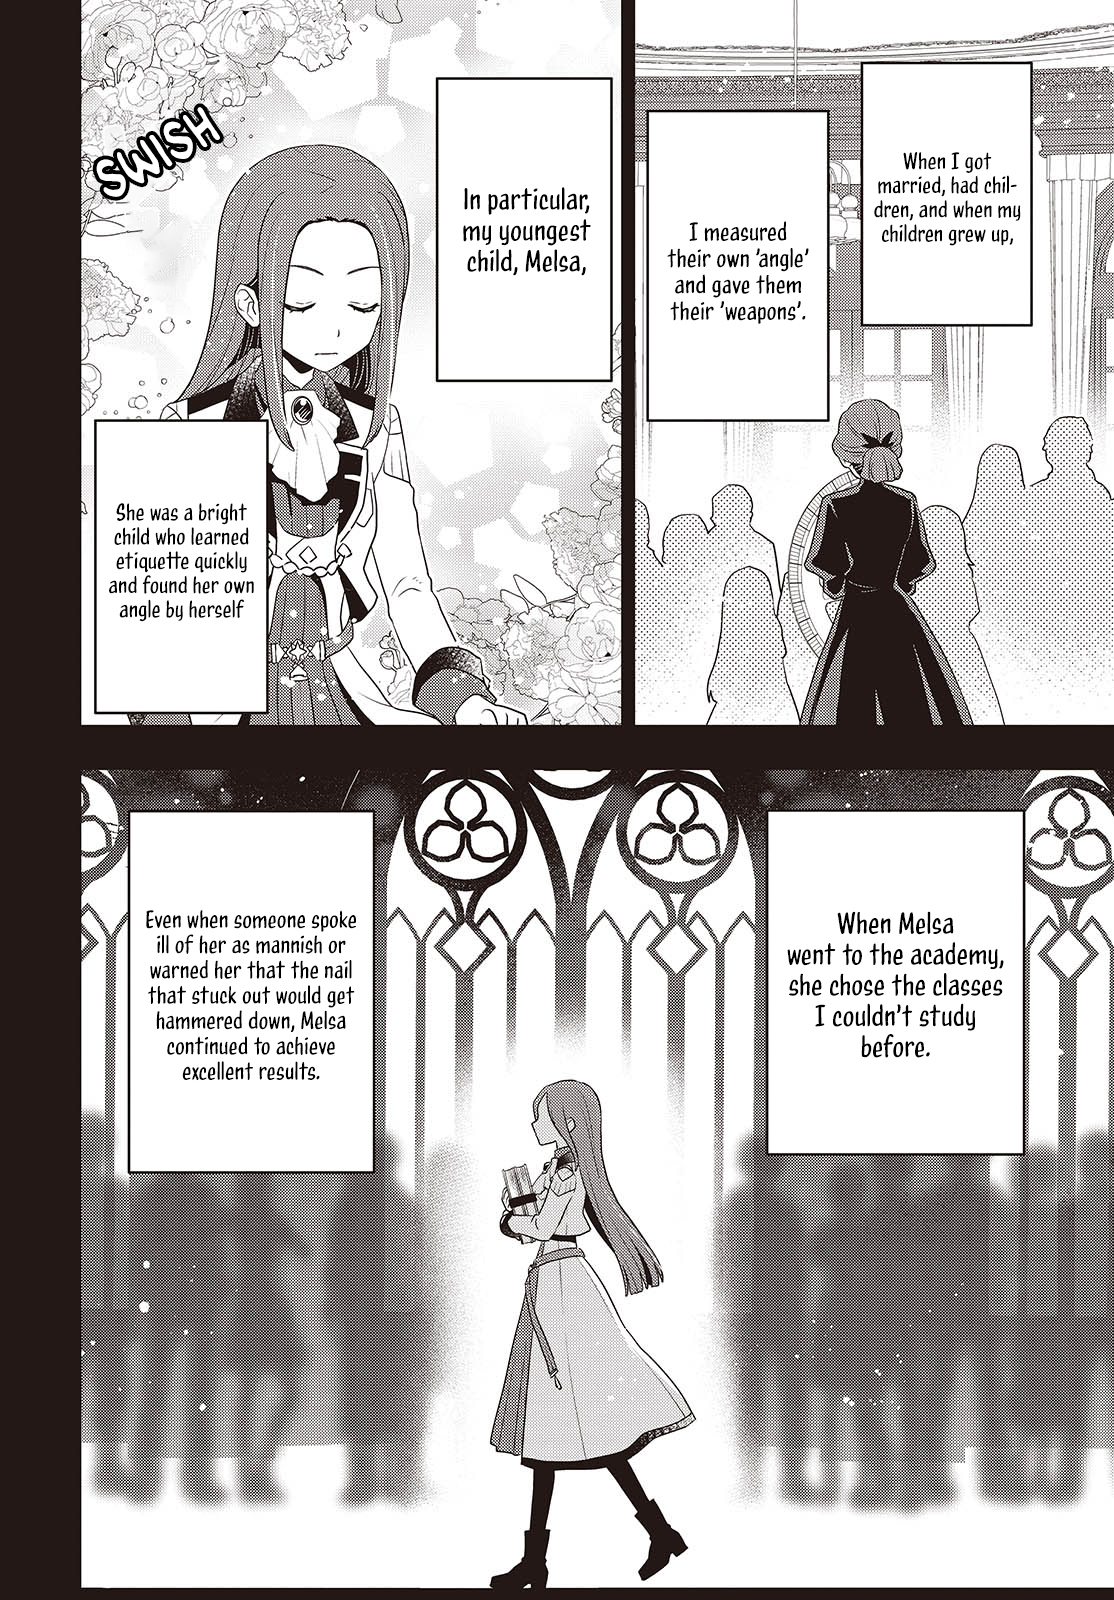 When I got
married, had chil-
dren, and when my
children grew up,
I measured
their own 'angle'
and gave them
their 'weapons'.
In particular,
my youngest
child, Melsa,
SWISH
She was a bright
child who learned
etiquette quickly
and found her own
angle by herself
When Melsa
went to the academy,
she chose the classes
I couldn't study
before.
Even when someone spoke
ill of her as mannish or
warned her that the nail
that stuck out would get
hammered down, Melsa
continued to achieve
excellent results.